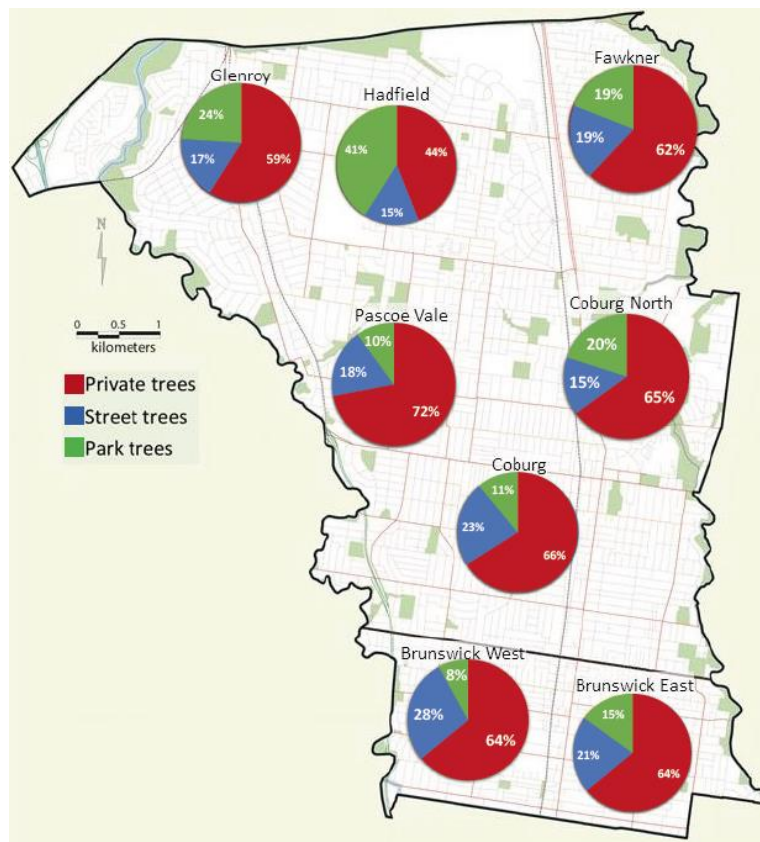 Glenroy
24%
17%
59%
Hadfield
41%
44%
15%
Fawkner
19%
19%
62%
N
0 0.5 1
kilometers
Private trees
Street trees
Park trees
Pascoe Vale
10%
18%
72%
Coburg North
20%
15%
65%
Coburg
11%
23%
66%
Brunswick West
8%
28%
64%
Brunswick East
15%
21%
64%